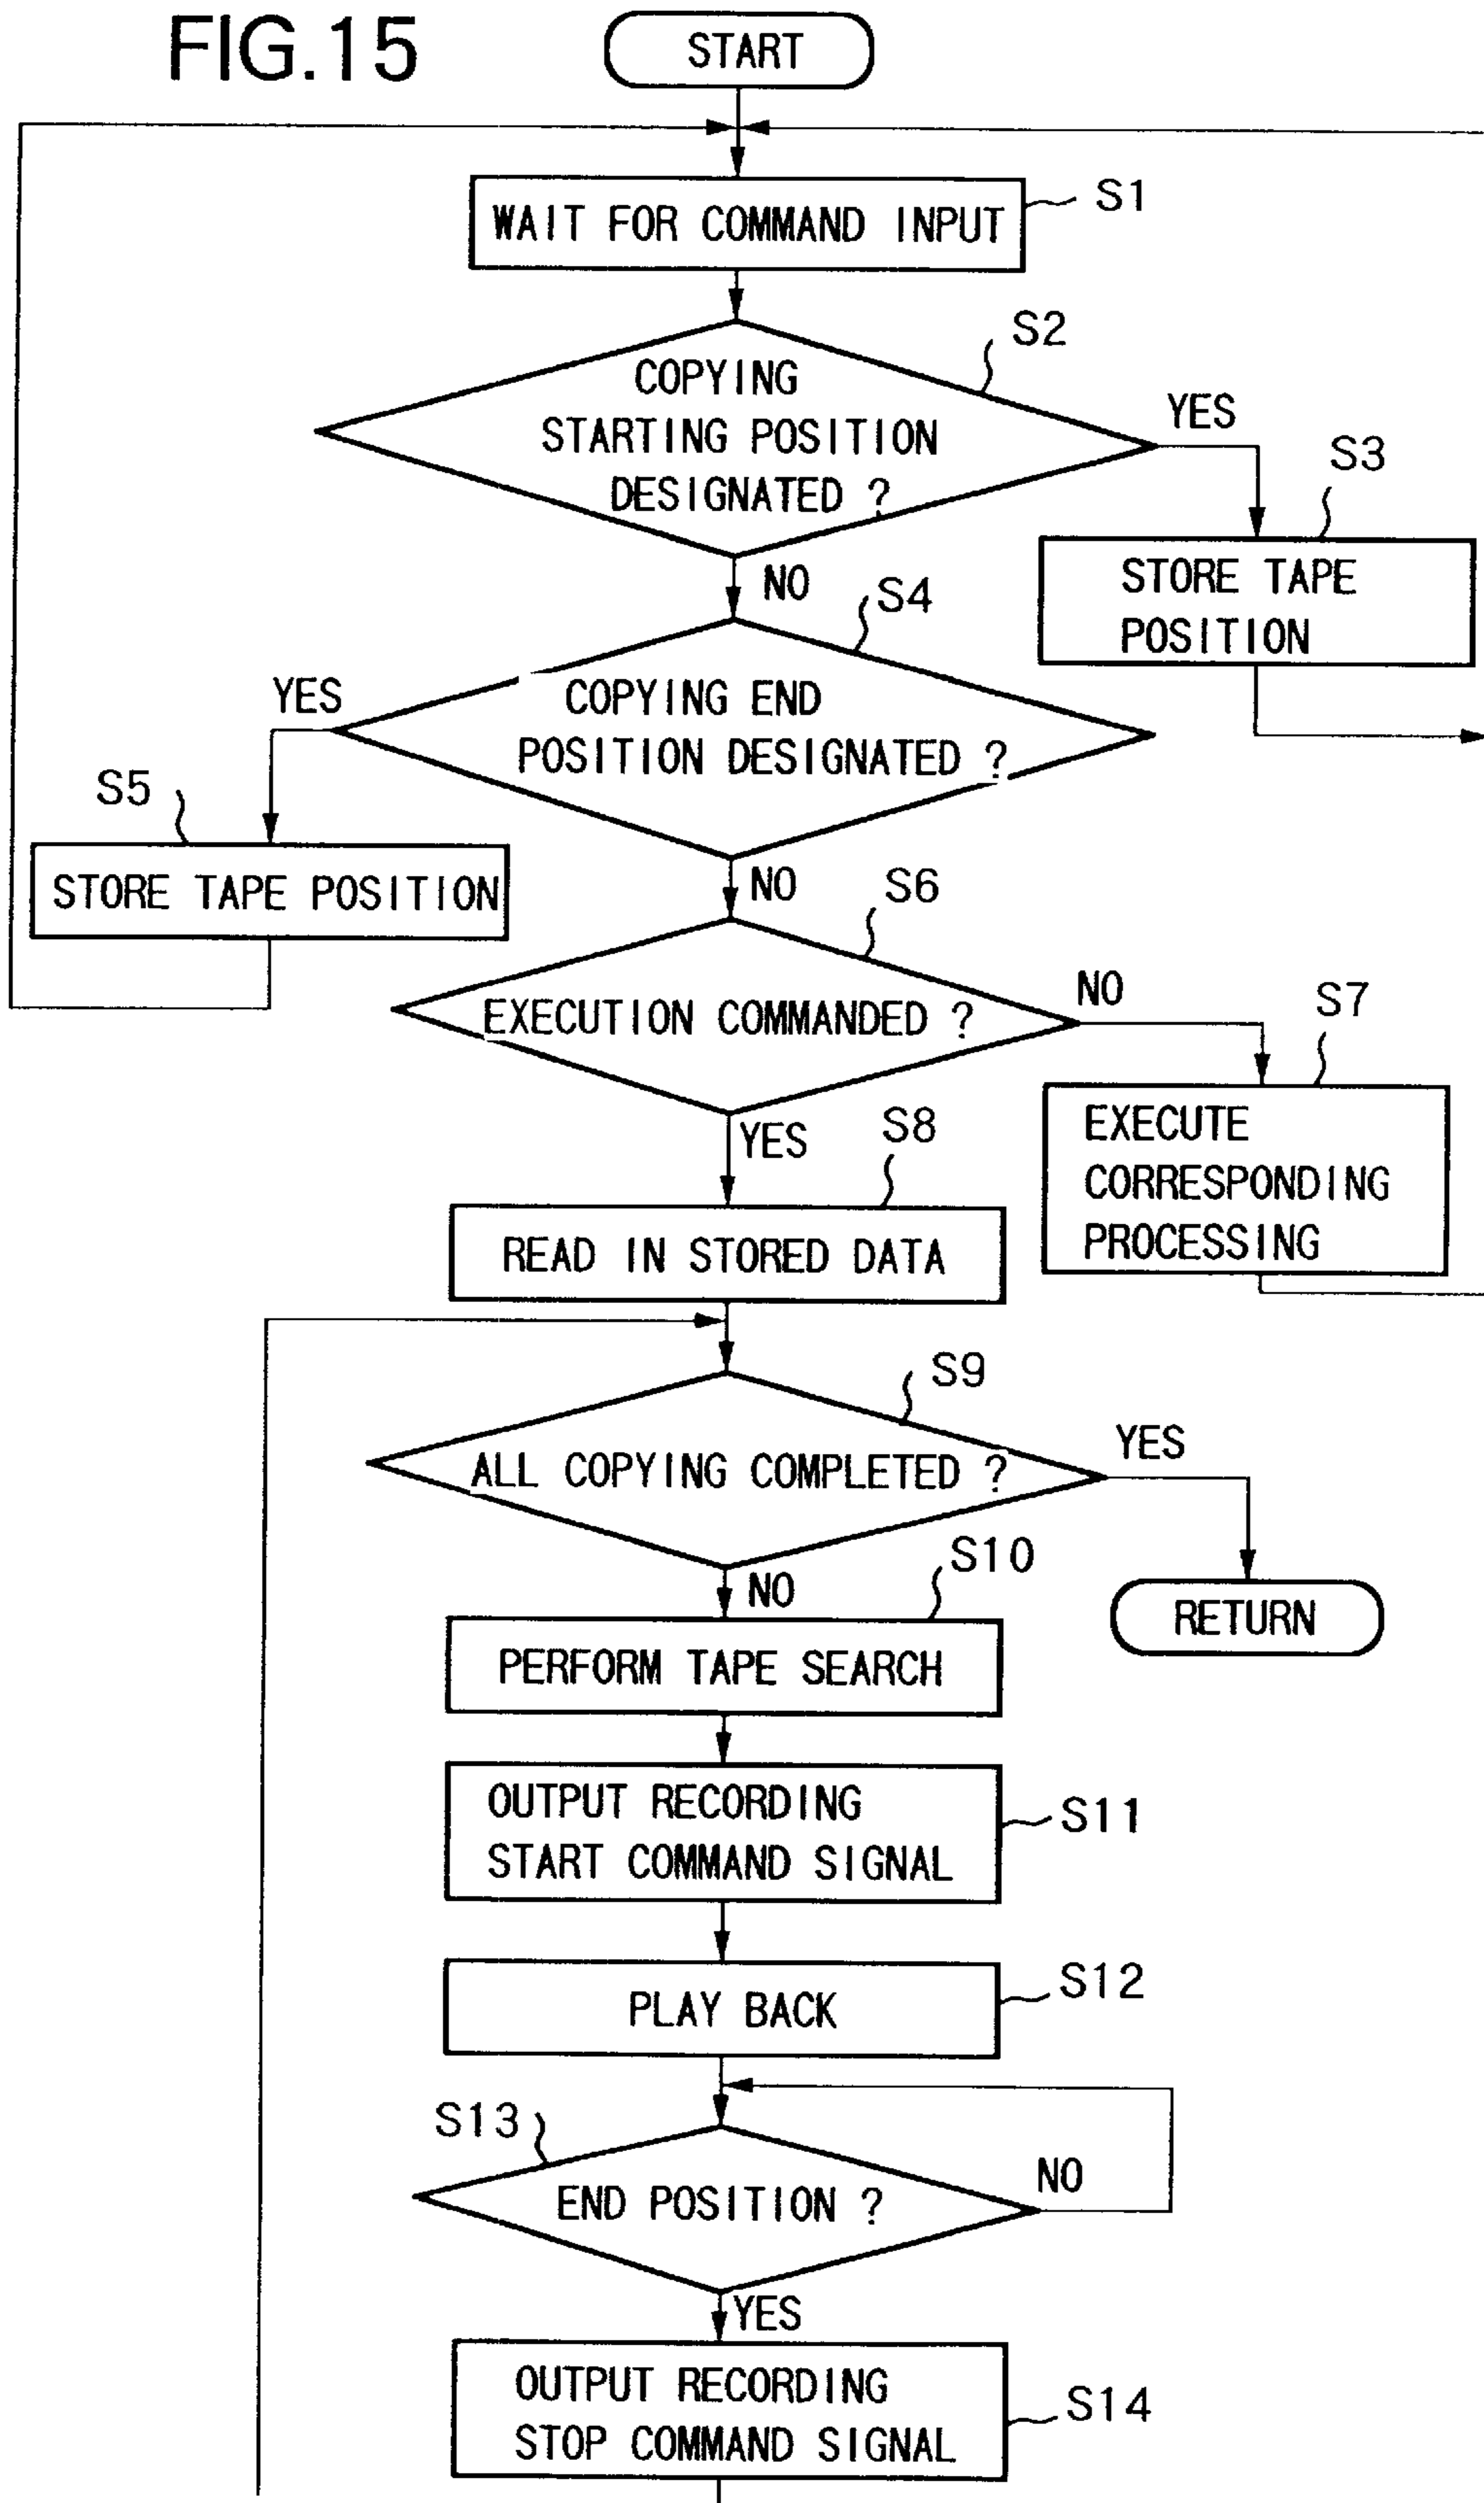 FIG.15
START
WAIT FOR COMMAND INPUT
S1
S2
COPYING
STARTING POSITION
DESIGNATED ?
YES
S3
STORE TAPE
POSITION
NO
S4
COPYING END
POSITION DESIGNATED ?
YES
S5
STORE TAPE POSITION
NO
S6
EXECUTION COMMANDED ?
NO
S7
EXECUTE
CORRESPONDING
PROCESSING
YES
S8
READ IN STORED DATA
S9
ALL COPYING COMPLETED ?
YES
RETURN
NO
S10
PERFORM TAPE SEARCH
OUTPUT RECORDING
START COMMAND SIGNAL
S11
PLAY BACK
S12
S13
END POSITION ?
NO
YES
OUTPUT RECORDING
STOP COMMAND SIGNAL
S14